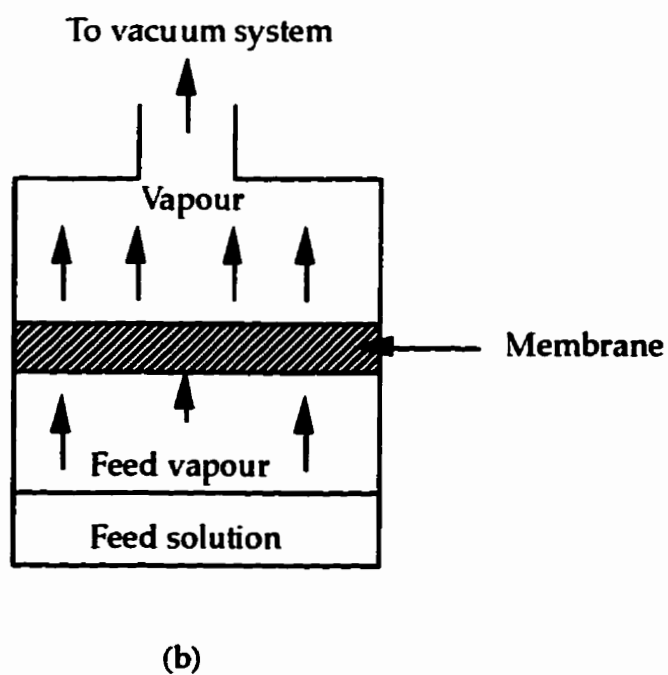 To vacuum system
Vapour
Membrane
Feed vapour
Feed solution
(b)